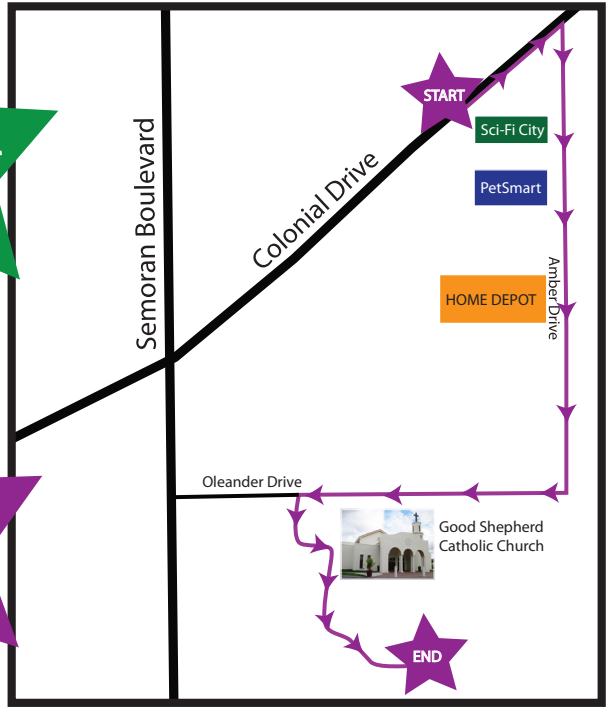 START
Sci-Fi City
PetSmart
Semoran Boulevard
Colonial Drive
Amber Drive
HOME DEPOT
Oleander Drive
Good Shepherd
Catholic Church
END